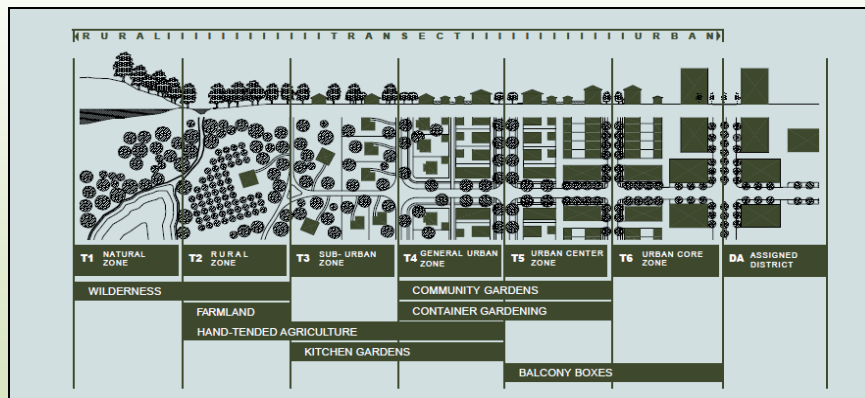 RURAL I I I I I I I I I I I I I TRANSECT I I I I I I I I I I I I I URBAN
T1 NATURAL ZONE
T2 RURAL ZONE
T3 SUB- URBAN ZONE
T4 GENERAL URBAN ZONE
T5 URBAN CENTER ZONE
T6 URBAN CORE ZONE
DA ASSIGNED DISTRICT
WILDERNESS
COMMUNITY GARDENS
FARMLAND
CONTAINER GARDENING
HAND-TENDED AGRICULTURE
KITCHEN GARDENS
BALCONY BOXES